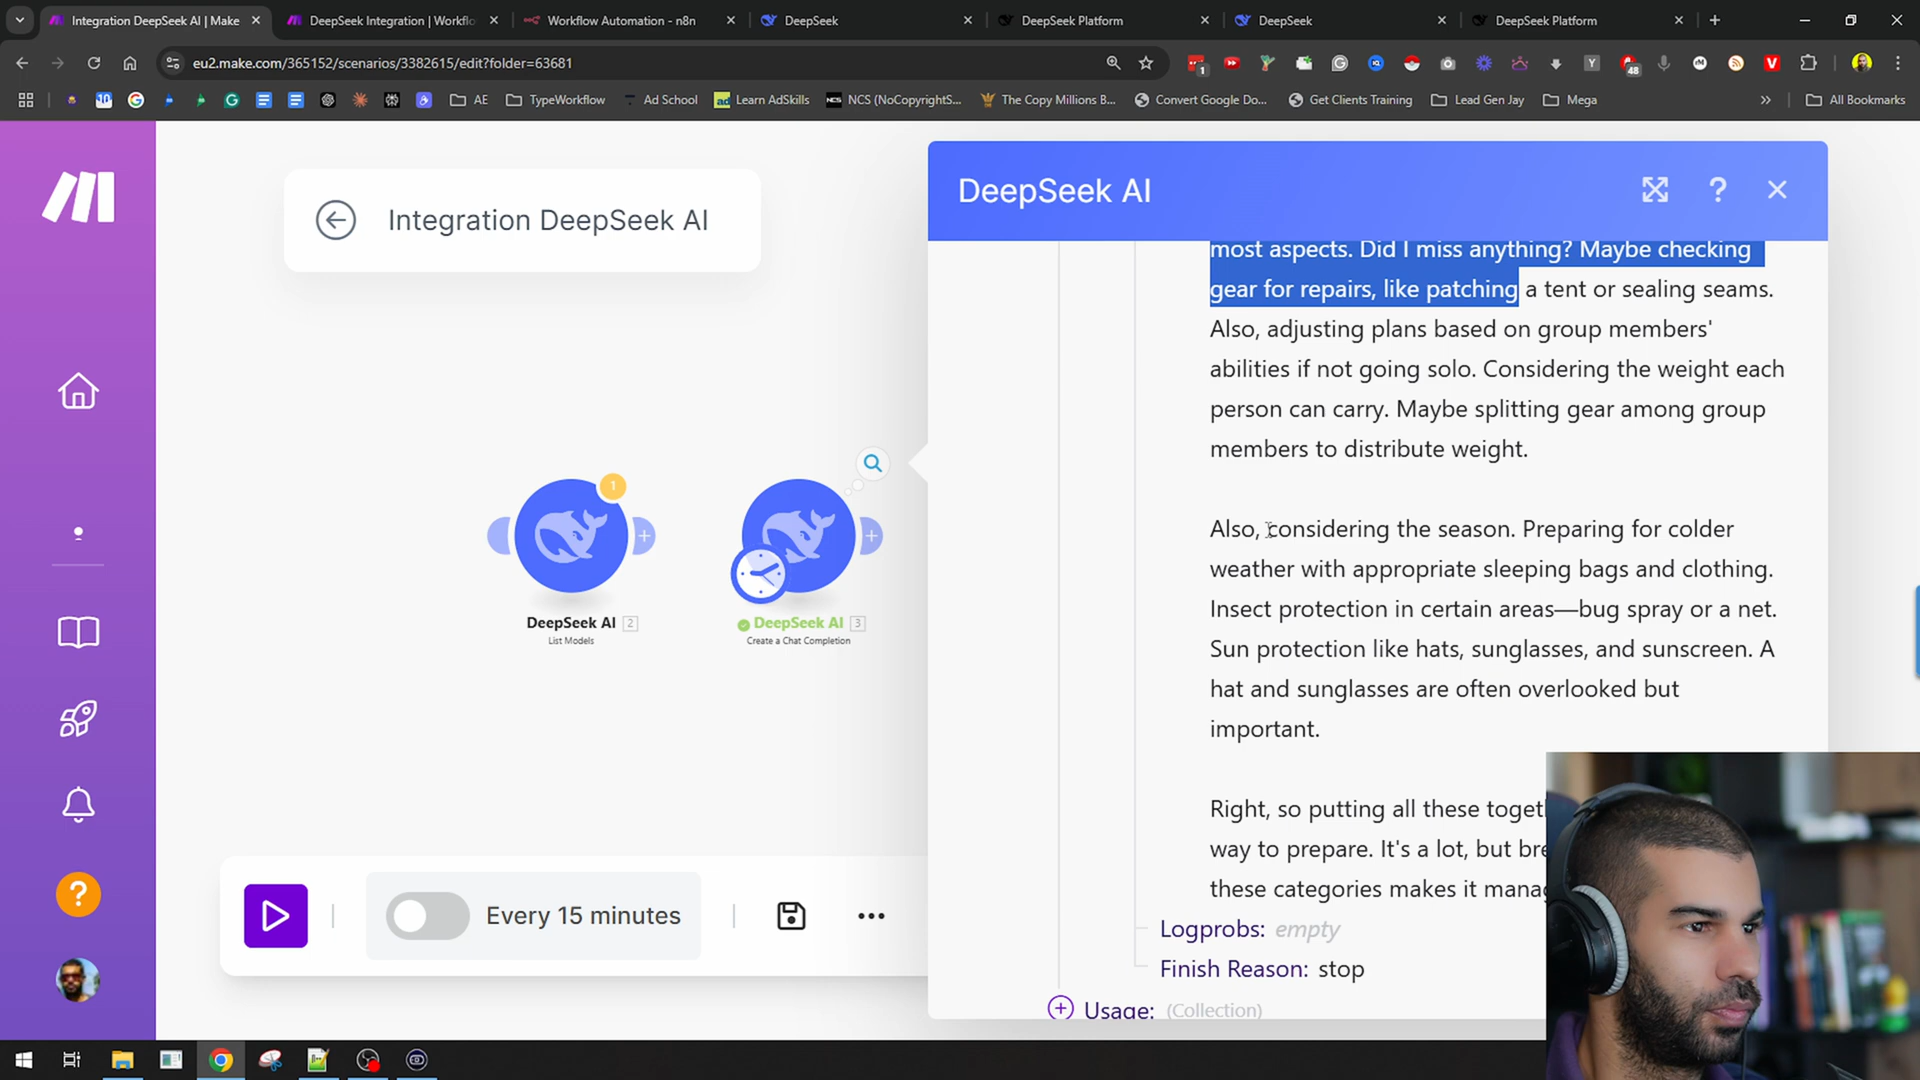 Integration DeepSeek AI | Make
DeepSeek Integration | Workflo
Workflow Automation - n8n
DeepSeek
DeepSeek Platform
DeepSeek
DeepSeek Platform
eu2.make.com/365152/scenarios/3382615/edit?folder=63681
1
48
AE
TypeWorkflow
Ad School
Learn AdSkills
NCS (NoCopyrightS...
The Copy Millions B...
Convert Google Do...
Get Clients Training
Lead Gen Jay
Mega
All Bookmarks
Integration DeepSeek AI
DeepSeek AI
most aspects. Did I miss anything? Maybe checking
gear for repairs, like patching a tent or sealing seams.
Also, adjusting plans based on group members'
abilities if not going solo. Considering the weight each
person can carry. Maybe splitting gear among group
members to distribute weight.
Also, considering the season. Preparing for colder
weather with appropriate sleeping bags and clothing.
Insect protection in certain areas—bug spray or a net.
Sun protection like hats, sunglasses, and sunscreen. A
hat and sunglasses are often overlooked but
important.
Right, so putting all these
way to prepare. It's a lot, but
these categories makes it
Logprobs: empty
Finish Reason: stop
Usage: (Collection)
1
DeepSeek AI 2
List Models
DeepSeek AI 3
Create a Chat Completion
Every 15 minutes